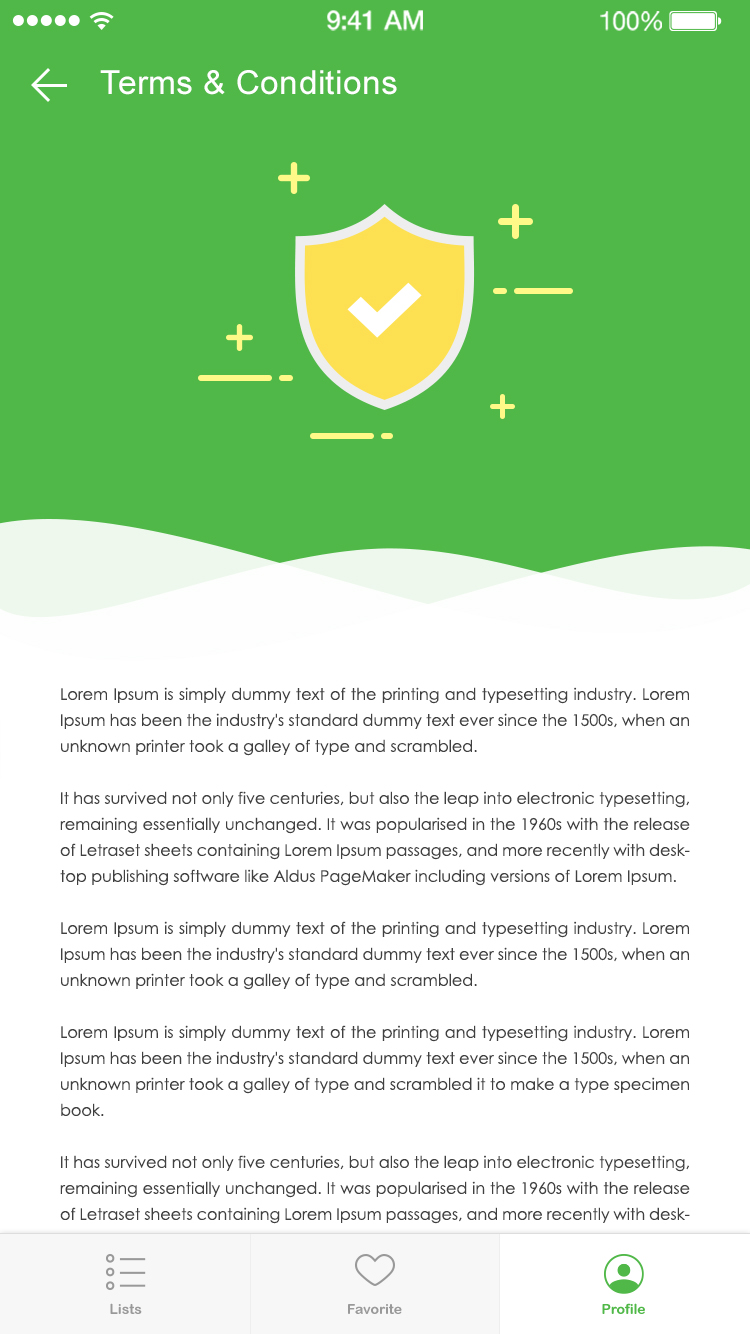 9:41 AM
100%
Terms & Conditions
Lorem Ipsum is simply dummy text of the printing and typesetting industry. Lorem
Ipsum has been the industry's standard dummy text ever since the 1500s, when an
unknown printer took a galley of type and scrambled.
It has survived not only five centuries, but also the leap into electronic typesetting,
remaining essentially unchanged. It was popularised in the 1960s with the release
of Letraset sheets containing Lorem Ipsum passages, and more recently with desk-
top publishing software like Aldus PageMaker including versions of Lorem Ipsum.
Lorem Ipsum is simply dummy text of the printing and typesetting industry. Lorem
Ipsum has been the industry's standard dummy text ever since the 1500s, when an
unknown printer took a galley of type and scrambled.
Lorem Ipsum is simply dummy text of the printing and typesetting industry. Lorem
Ipsum has been the industry's standard dummy text ever since the 1500s, when an
unknown printer took a galley of type and scrambled it to make a type specimen
book.
It has survived not only five centuries, but also the leap into electronic typesetting,
remaining essentially unchanged. It was popularised in the 1960s with the release
of Letraset sheets containing Lorem Ipsum passages, and more recently with desk-
Lists
Favorite
Profile